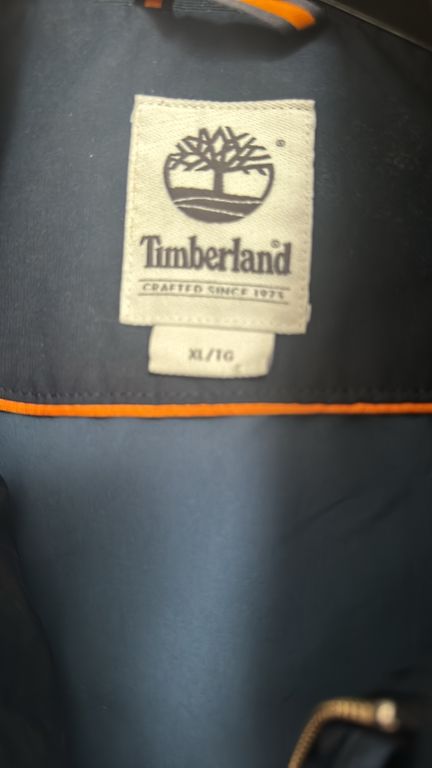 ®
Timberland®
CRAFTED SINCE 1973
XL/TG